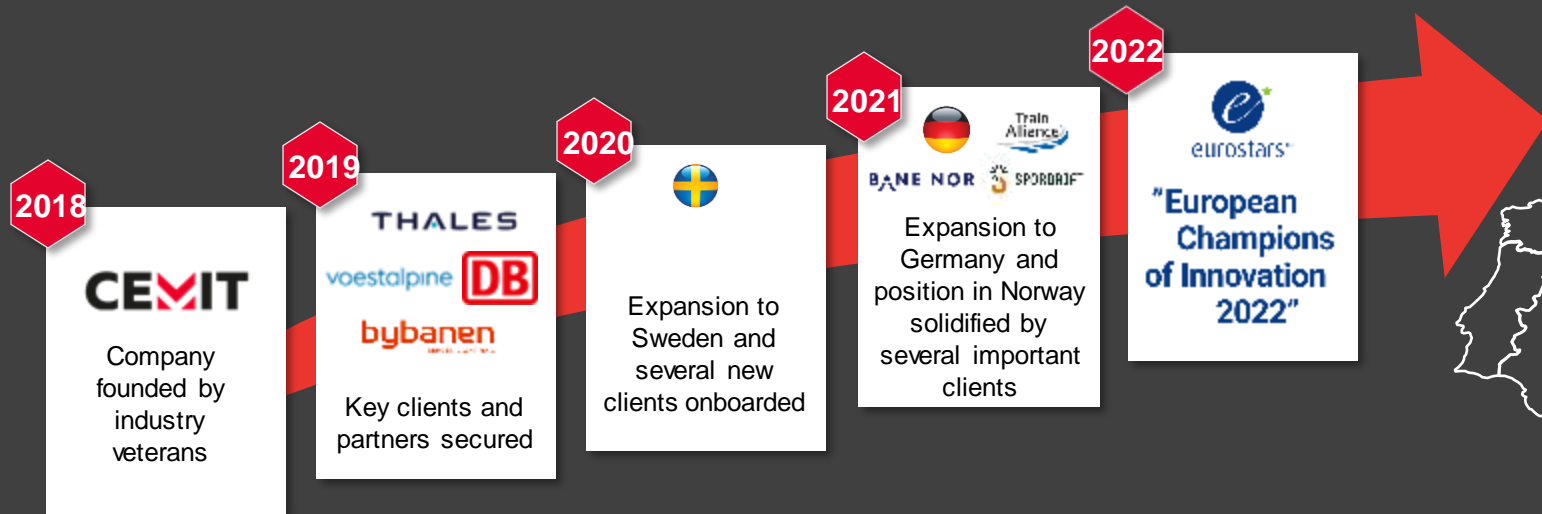 2018
CEMIT
Company
founded by
industry
veterans
2019
THALES
voestalpine DB
bybanen
Key clients and
partners secured
2020
Expansion to
Sweden and
several new
clients onboarded
2021
Train
Alliance
BANE NOR SPORDRIFT
Expansion to
Germany and
position in Norway
solidified by
several important
clients
2022
eurostars™
"European
Champions
of Innovation
2022"